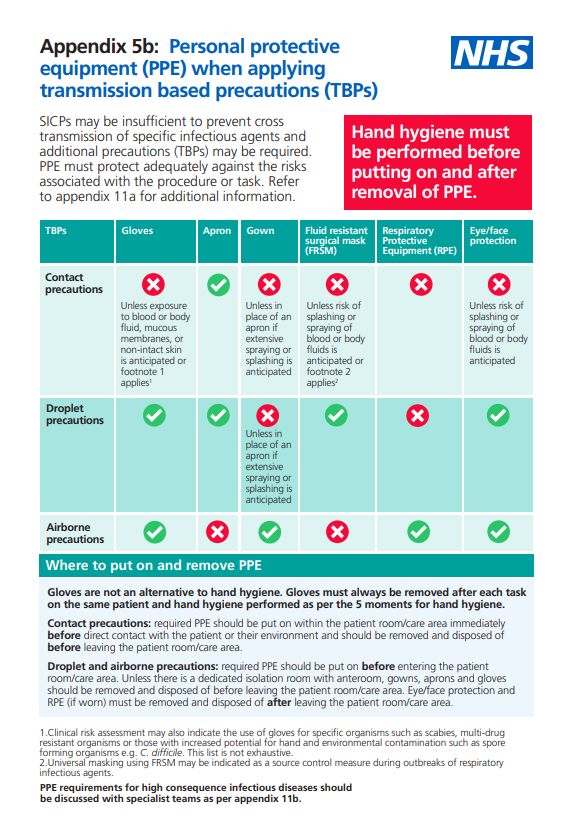 Appendix 5b: Personal protective
equipment (PPE) when applying
transmission based precautions (TBPs)
NHS
SICPs may be insufficient to prevent cross
transmission of specific infectious agents and
additional precautions (TBPs) may be required.
PPE must protect adequately against the risks
associated with the procedure or task. Refer
to appendix 11a for additional information.
Hand hygiene must
be performed before
putting on and after
removal of PPE.
TBPs
Gloves
Apron
Gown
Fluid resistant
surgical mask
(FRSM)
Respiratory
Protective
Equipment (RPE)
Eye/face
protection
Contact
precautions
Unless exposure
to blood or body
fluid, mucous
membranes, or
non-intact skin
is anticipated or
footnote 1
applies¹
Unless in
place of an
apron if
extensive
spraying or
splashing is
anticipated
Unless risk of
splashing or
spraying of
blood or body
fluids is
anticipated or
footnote 2
applies²
Unless risk of
splashing or
spraying of
blood or body
fluids is
anticipated
Droplet
precautions
Unless in
place of an
apron if
extensive
spraying or
splashing is
anticipated
Airborne
precautions
Where to put on and remove PPE
Gloves are not an alternative to hand hygiene. Gloves must always be removed after each task
on the same patient and hand hygiene performed as per the 5 moments for hand hygiene.
Contact precautions: required PPE should be put on within the patient room/care area immediately
before direct contact with the patient or their environment and should be removed and disposed of
before leaving the patient room/care area.
Droplet and airborne precautions: required PPE should be put on before entering the patient
room/care area. Unless there is a dedicated isolation room with anteroom, gowns, aprons and gloves
should be removed and disposed of before leaving the patient room/care area. Eye/face protection and
RPE (if worn) must be removed and disposed of after leaving the patient room/care area.
1.Clinical risk assessment may also indicate the use of gloves for specific organisms such as scabies, multi-drug
resistant organisms or those with increased potential for hand and environmental contamination such as spore
forming organisms e.g. C. difficile. This list is not exhaustive.
2.Universal masking using FRSM may be indicated as a source control measure during outbreaks of respiratory
infectious agents.
PPE requirements for high consequence infectious diseases should
be discussed with specialist teams as per appendix 11b.